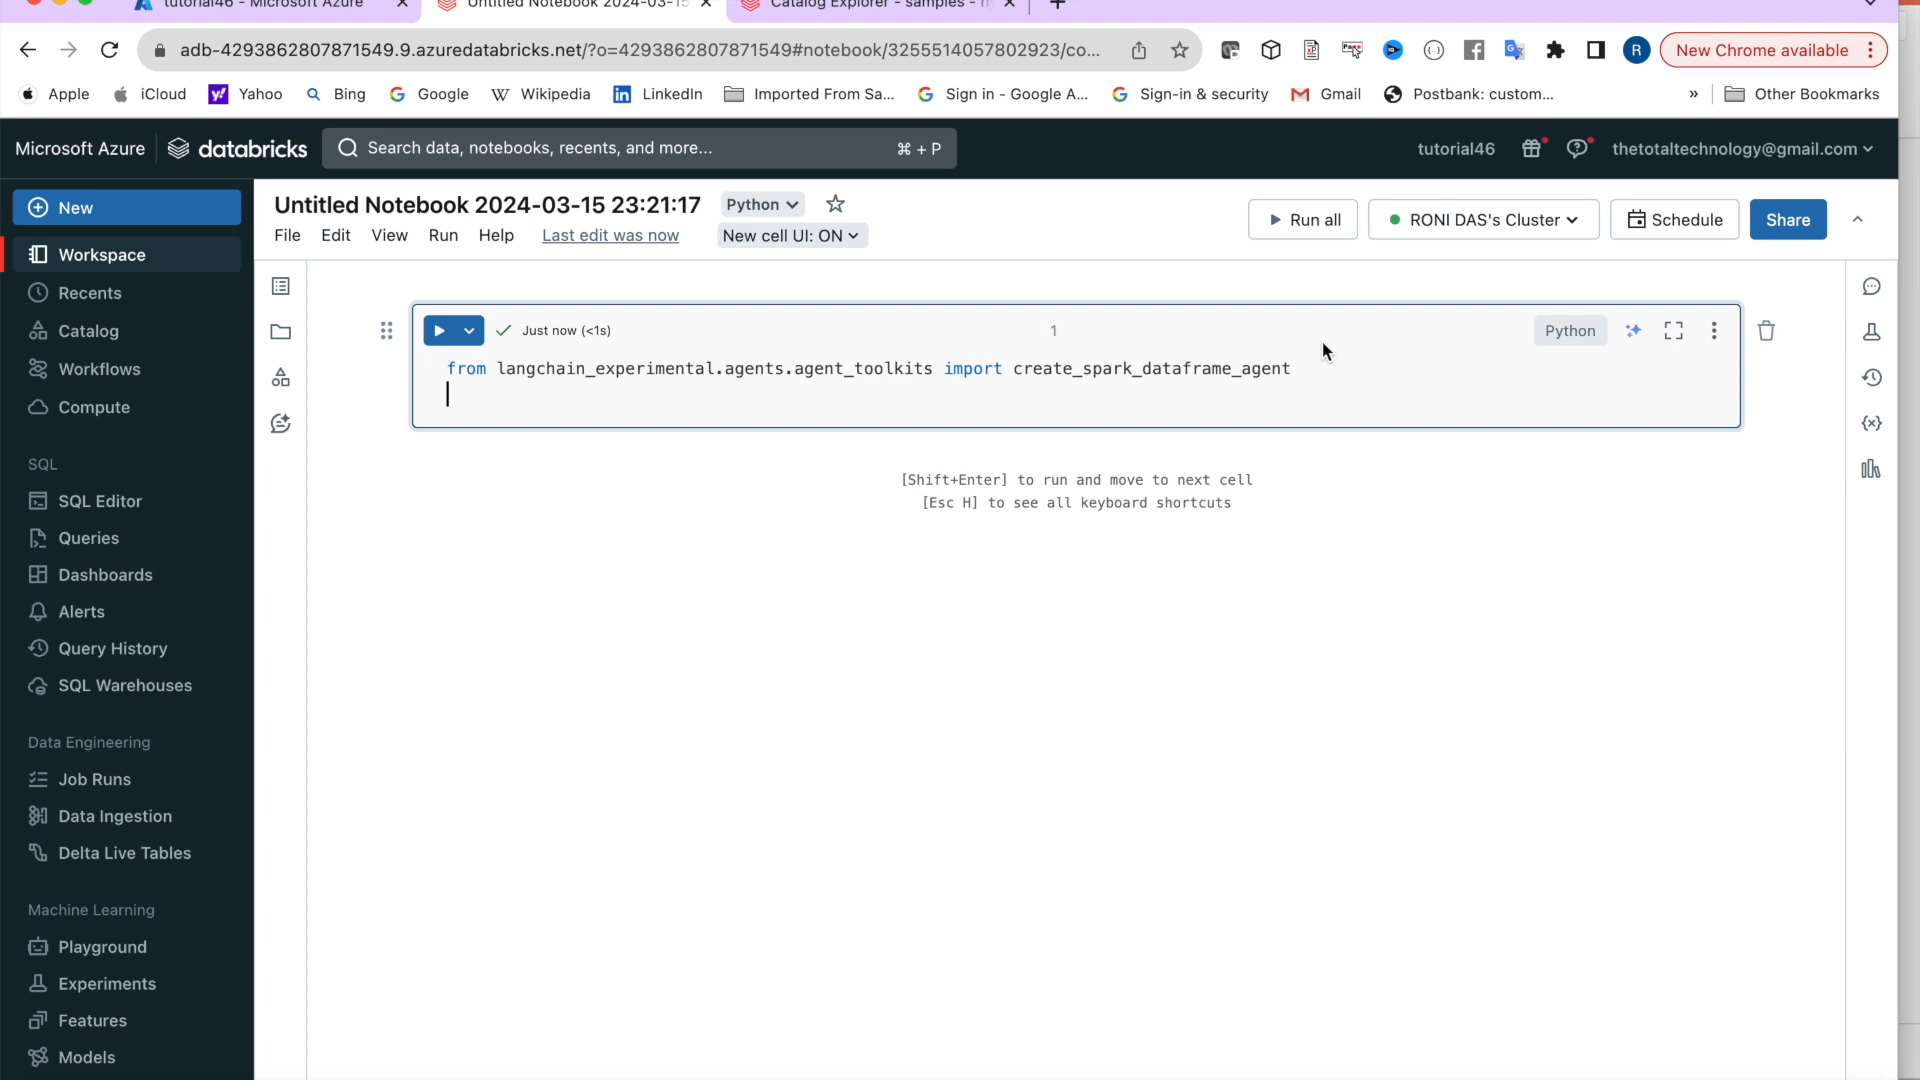 tutorial46 - Microsoft Azure
Untitled Notebook 2024-03-15
Catalog Explorer - samples -
adb-4293862807871549.9.azuredatabricks.net/?o=4293862807871549#notebook/3255514057802923/co...
R
New Chrome available
Apple
iCloud
Yahoo
Bing
Google
Wikipedia
LinkedIn
Imported From Sa...
Sign in - Google A...
Sign-in & security
Gmail
Postbank: custom...
»
Other Bookmarks
Microsoft Azure
databricks
Search data, notebooks, recents, and more...
⌘ + P
tutorial46
thetotaltechnology@gmail.com
New
Workspace
Recents
Catalog
Workflows
Compute
SQL
SQL Editor
Queries
Dashboards
Alerts
Query History
SQL Warehouses
Data Engineering
Job Runs
Data Ingestion
Delta Live Tables
Machine Learning
Playground
Experiments
Features
Models
Untitled Notebook 2024-03-15 23:21:17
Python
File Edit View Run Help Last edit was now
New cell UI: ON
Run all
RONI DAS's Cluster
Schedule
Share
Just now (<1s)
1
Python
from langchain_experimental.agents.agent_toolkits import create_spark_dataframe_agent
[Shift+Enter] to run and move to next cell
[Esc H] to see all keyboard shortcuts